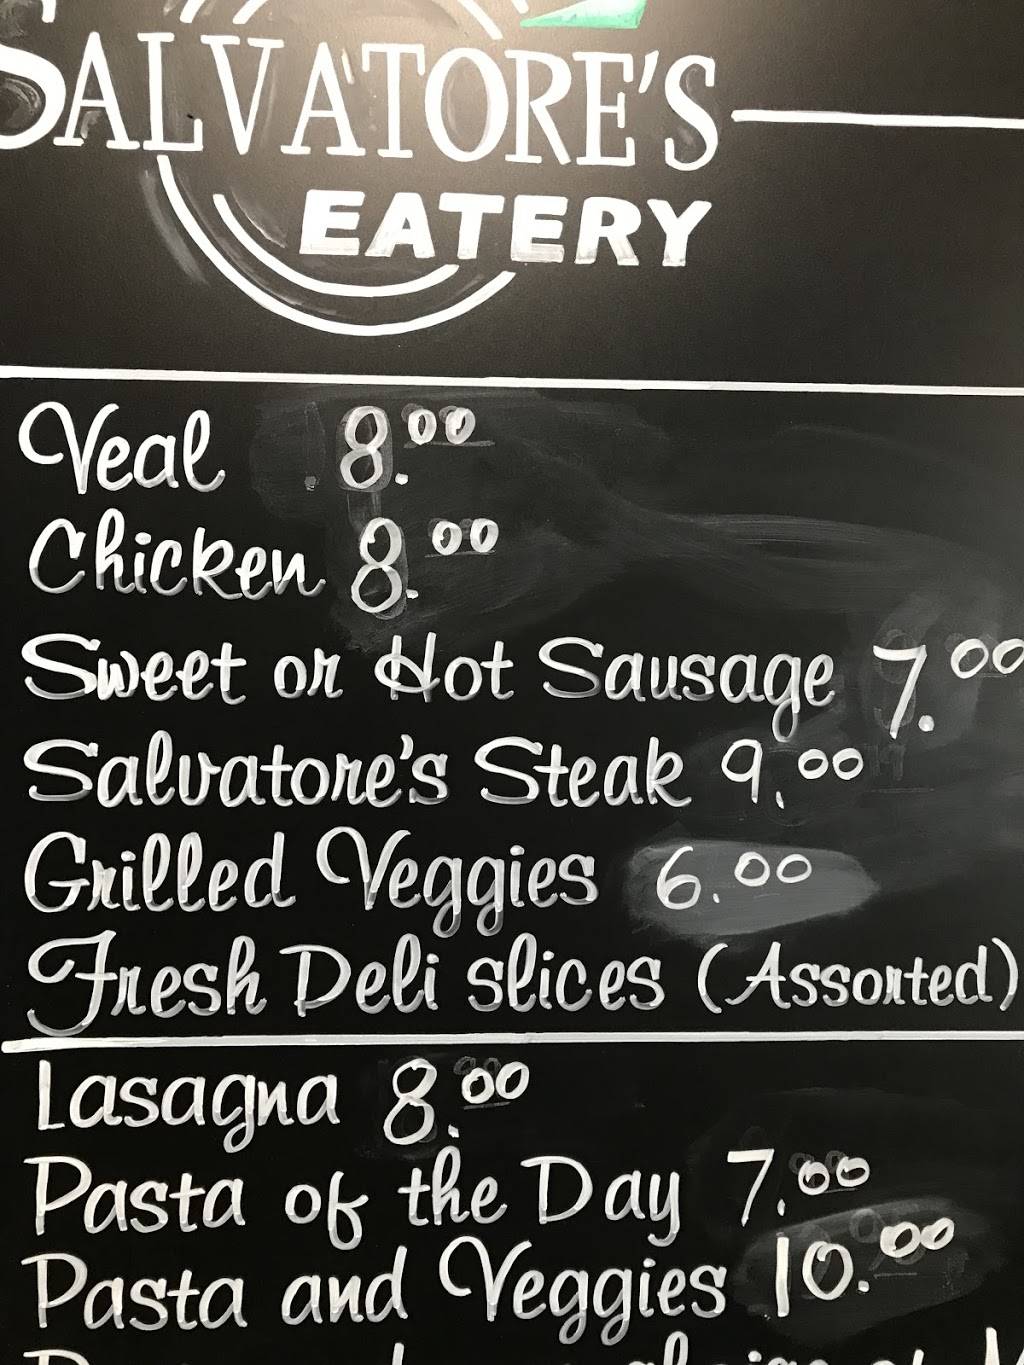 SALVATORE'S
EATERY
Veal 8.00
Chicken 8.00
Sweet or Hot Sausage 7.00
Salvatore's Steak 9.00
Grilled Veggies 6.00
Fresh Deli slices (Assorted)
Lasagna 8.00
Pasta of the Day 7.00
Pasta and Veggies 10.00